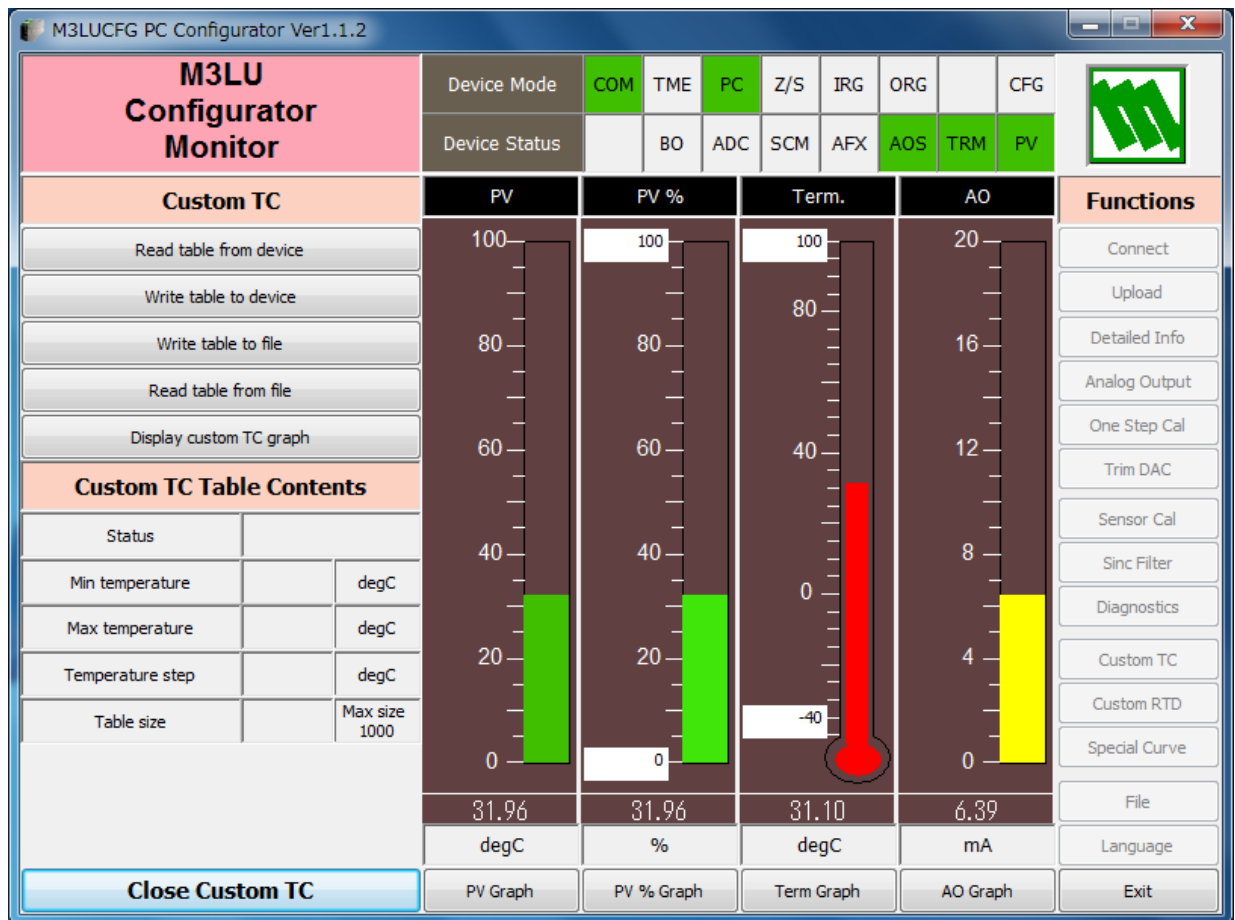 M3LUCFG PC Configurator Ver1.1.2
M3LU
Configurator
Monitor
Device Mode COM TME PC Z/S IRG ORG CFG
Device Status BO ADC SCM AFX AOS TRM PV
Custom TC
Read table from device
Write table to device
Write table to file
Read table from file
Display custom TC graph
Custom TC Table Contents
Status
Min temperature degC
Max temperature degC
Temperature step degC
Table size Max size
1000
Close Custom TC
PV
100
80
60
40
20
0
31.96
degC
PV Graph
PV %
100
80
60
40
20
0
31.96
%
PV % Graph
Term.
100
80
40
0
-40
31.10
degC
Term Graph
AO
20
16
12
8
4
0
6.39
mA
AO Graph
Functions
Connect
Upload
Detailed Info
Analog Output
One Step Cal
Trim DAC
Sensor Cal
Sinc Filter
Diagnostics
Custom TC
Custom RTD
Special Curve
File
Language
Exit